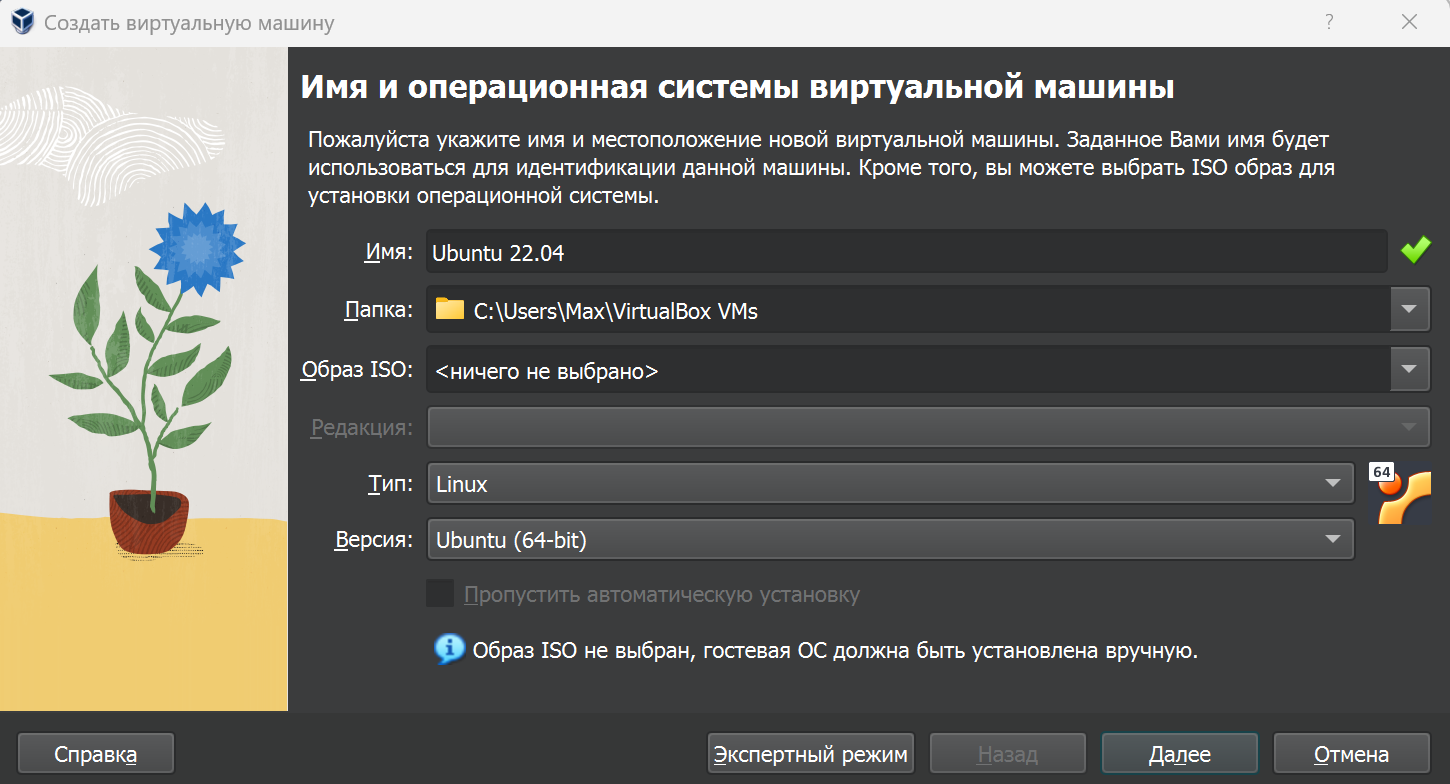 Создать виртуальную машину
?
Имя и операционная системы виртуальной машины
Пожалуйста укажите имя и местоположение новой виртуальной машины. Заданное Вами имя будет
использоваться для идентификации данной машины. Кроме того, вы можете выбрать ISO образ для
установки операционной системы.
Имя: Ubuntu 22.04
Папка: C:\Users\Max\VirtualBox VMs
Образ ISO: <ничего не выбрано>
Редакция:
Тип: Linux
64
Версия: Ubuntu (64-bit)
Пропустить автоматическую установку
Образ ISO не выбран, гостевая ОС должна быть установлена вручную.
Справка Экспертный режим Назад Далее Отмена